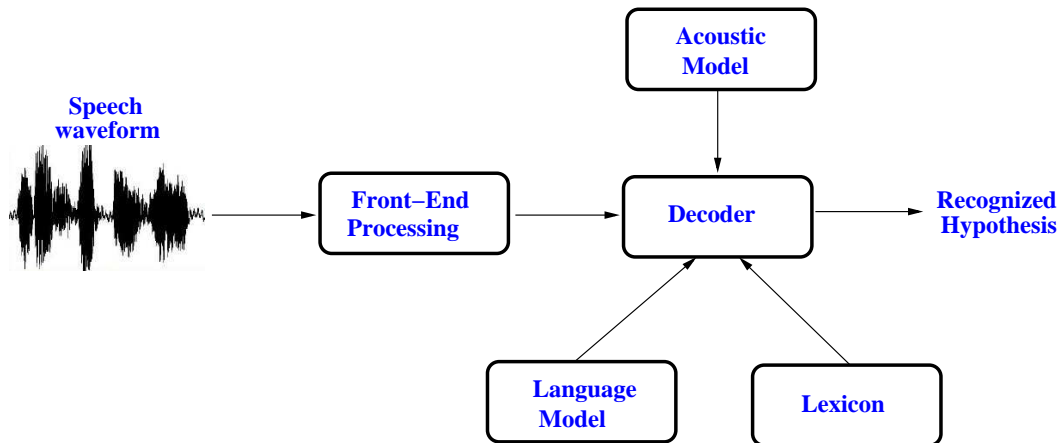 Acoustic
Model
Speech
waveform
Front−End
Processing
Decoder
Recognized
Hypothesis
Language
Model
Lexicon